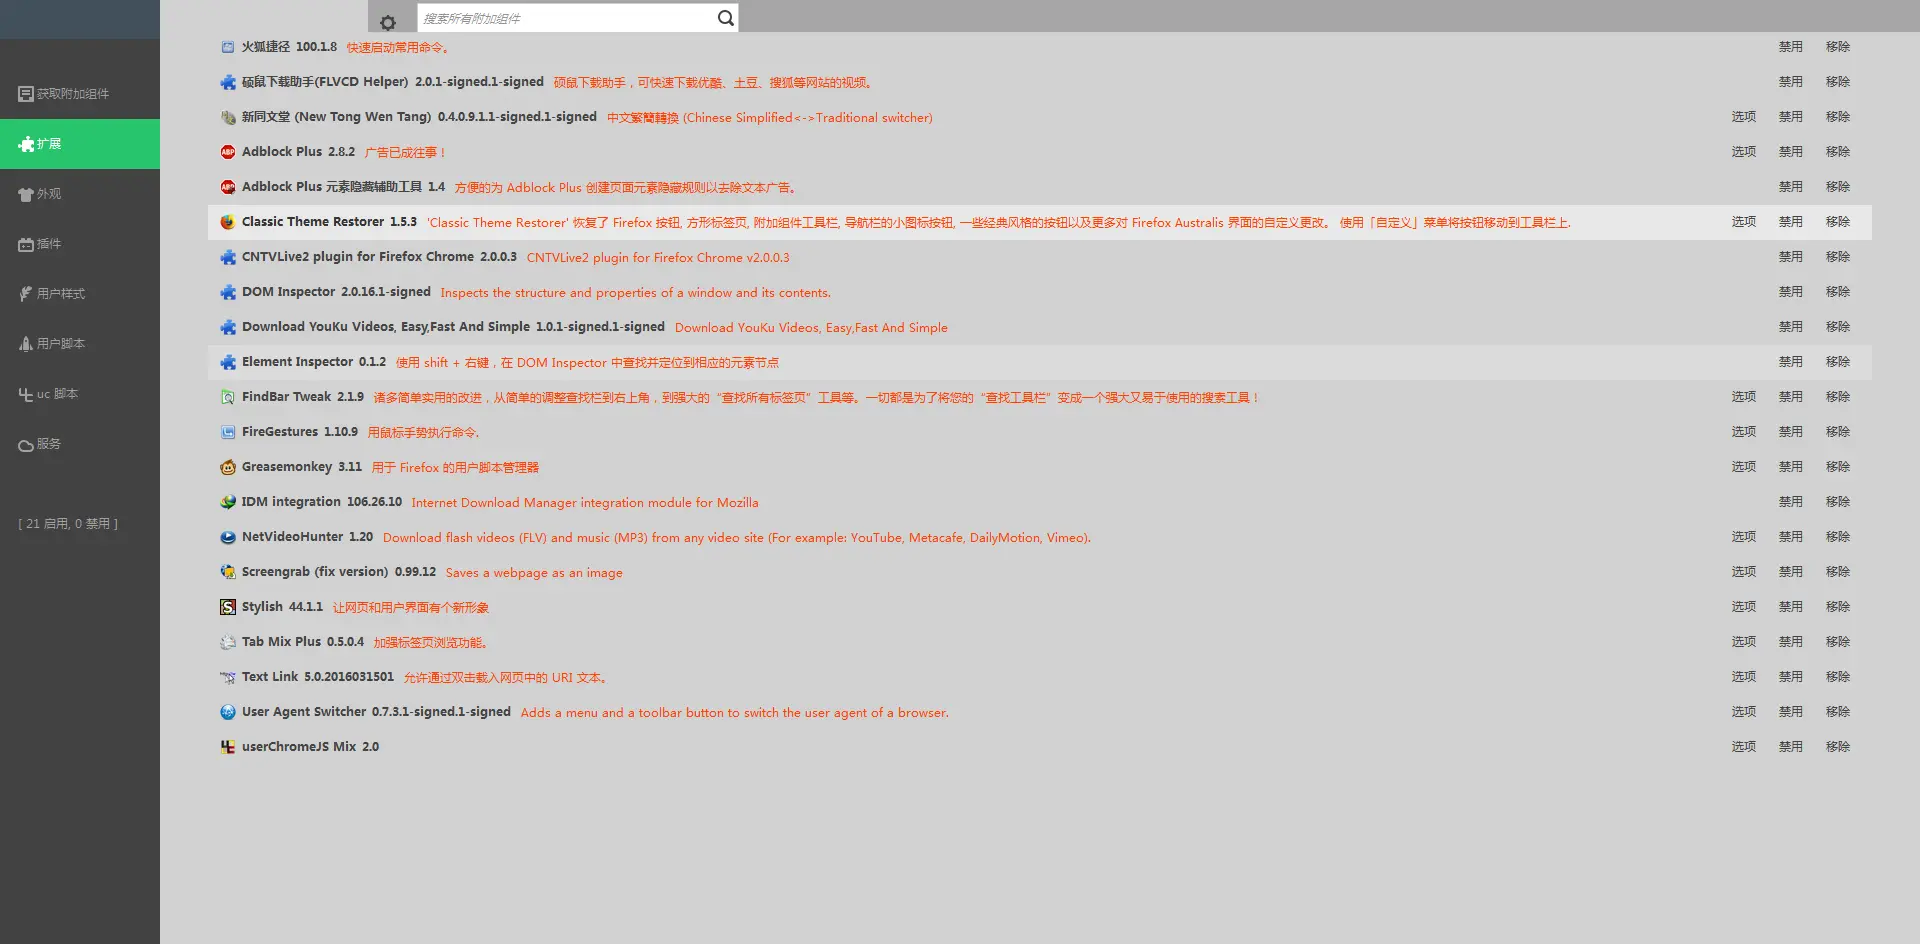 搜索所有附加组件
获取附加组件
扩展
外观
插件
用户样式
用户脚本
uc 脚本
服务
[ 21 启用, 0 禁用 ]
火狐捷径 100.1.8 快速启动常用命令。 禁用 移除
硕鼠下载助手(FLVCD Helper) 2.0.1-signed.1-signed 硕鼠下载助手，可快速下载优酷、土豆、搜狐等网站的视频。 禁用 移除
新同文堂 (New Tong Wen Tang) 0.4.0.9.1.1-signed.1-signed 中文繁簡轉換 (Chinese Simplified<->Traditional switcher) 选项 禁用 移除
Adblock Plus 2.8.2 广告已成往事！ 选项 禁用 移除
Adblock Plus 元素隐藏辅助工具 1.4 方便的为 Adblock Plus 创建页面元素隐藏规则以去除文本广告。 禁用 移除
Classic Theme Restorer 1.5.3 'Classic Theme Restorer' 恢复了 Firefox 按钮, 方形标签页, 附加组件工具栏, 导航栏的小图标按钮, 一些经典风格的按钮以及更多对 Firefox Australis 界面的自定义更改。 使用「自定义」菜单将按钮移动到工具栏上. 选项 禁用 移除
CNTVLive2 plugin for Firefox Chrome 2.0.0.3 CNTVLive2 plugin for Firefox Chrome v2.0.0.3 禁用 移除
DOM Inspector 2.0.16.1-signed Inspects the structure and properties of a window and its contents. 禁用 移除
Download YouKu Videos, Easy,Fast And Simple 1.0.1-signed.1-signed Download YouKu Videos, Easy,Fast And Simple 禁用 移除
Element Inspector 0.1.2 使用 shift + 右键，在 DOM Inspector 中查找并定位到相应的元素节点 禁用 移除
FindBar Tweak 2.1.9 诸多简单实用的改进，从简单的调整查找栏到右上角，到强大的“查找所有标签页”工具等。一切都是为了将您的“查找工具栏”变成一个强大又易于使用的搜索工具！ 选项 禁用 移除
FireGestures 1.10.9 用鼠标手势执行命令. 选项 禁用 移除
Greasemonkey 3.11 用于 Firefox 的用户脚本管理器 选项 禁用 移除
IDM integration 106.26.10 Internet Download Manager integration module for Mozilla 禁用 移除
NetVideoHunter 1.20 Download flash videos (FLV) and music (MP3) from any video site (For example: YouTube, Metacafe, DailyMotion, Vimeo). 选项 禁用 移除
Screengrab (fix version) 0.99.12 Saves a webpage as an image 选项 禁用 移除
Stylish 44.1.1 让网页和用户界面有个新形象 选项 禁用 移除
Tab Mix Plus 0.5.0.4 加强标签页浏览功能。 选项 禁用 移除
Text Link 5.0.2016031501 允许通过双击载入网页中的 URI 文本。 选项 禁用 移除
User Agent Switcher 0.7.3.1-signed.1-signed Adds a menu and a toolbar button to switch the user agent of a browser. 选项 禁用 移除
userChromeJS Mix 2.0 选项 禁用 移除